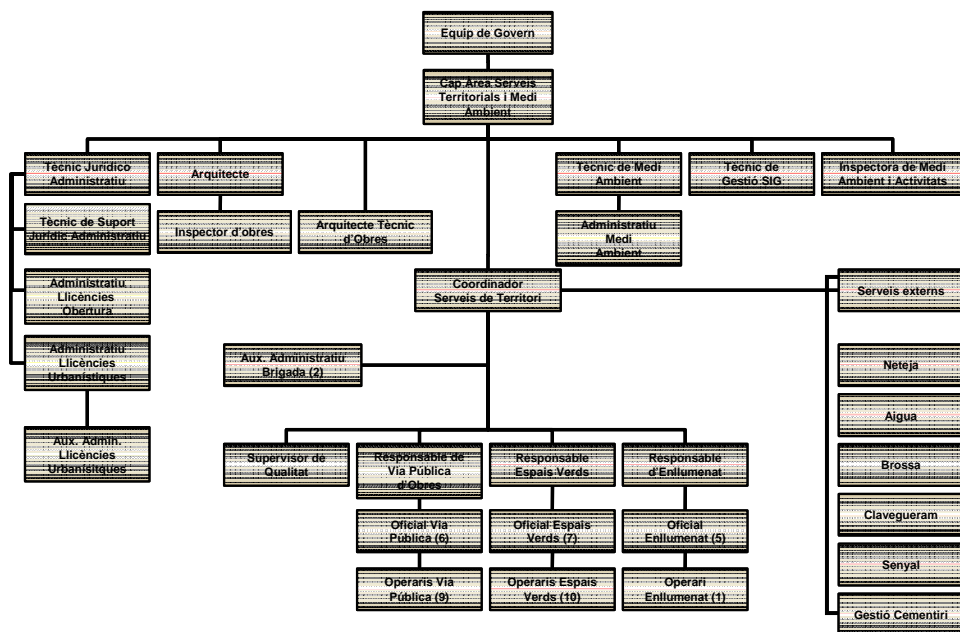 Equip de Govern
Cap Àrea Serveis
Territorials i Medi
Ambient
Tècnic Jurídico
Administratiu
Arquitecte
Tècnic de Medi
Ambient
Tècnic de
Gestió SIG
Inspectora de Medi
Ambient i Activitats
Tècnic de Suport
Jurídic Administratiu
Inspector d'obres
Arquitecte Tècnic
d'Obres
Administratiu
Medi
Ambient
Administratiu
Llicències
Obertura
Coordinador
Serveis de Territori
Serveis externs
Administratiu
Llicències
Urbanístiques
Aux. Administratiu
Brigada (2)
Neteja
Aigua
Aux. Admin.
Llicències
Urbanísitques
Supervisor de
Qualitat
Responsable de
Via Pública
d'Obres
Responsable
Espais Verds
Responsable
d'Enllumenat
Brossa
Oficial Via
Pública (6)
Oficial Espais
Verds (7)
Oficial
Enllumenat (5)
Clavegueram
Operaris Via
Pública (9)
Operaris Espais
Verds (10)
Operari
Enllumenat (1)
Senyal
Gestió Cementiri